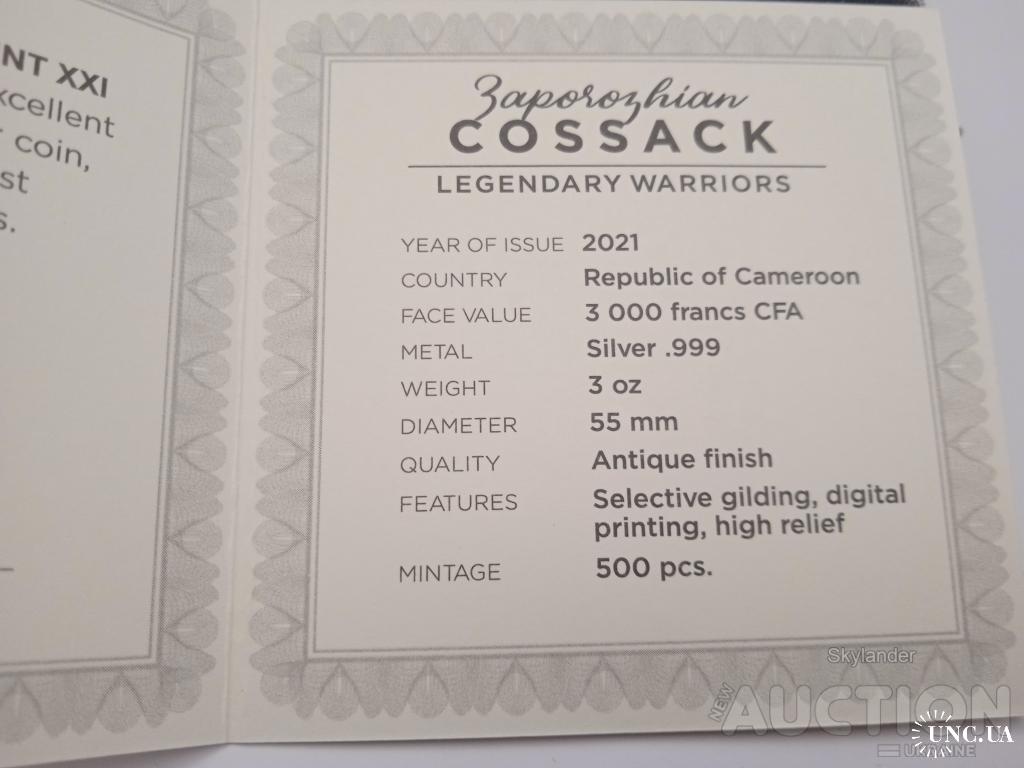 NT XXI
xcellent
coin,
st
s.
Zaporozhian
COSSACK
LEGENDARY WARRIORS
YEAR OF ISSUE 2021
COUNTRY Republic of Cameroon
FACE VALUE 3 000 francs CFA
METAL Silver .999
WEIGHT 3 oz
DIAMETER 55 mm
QUALITY Antique finish
FEATURES Selective gilding, digital
printing, high relief
MINTAGE 500 pcs.
Skylander
NEW AUCTION
UKRAINE
UNC.UA